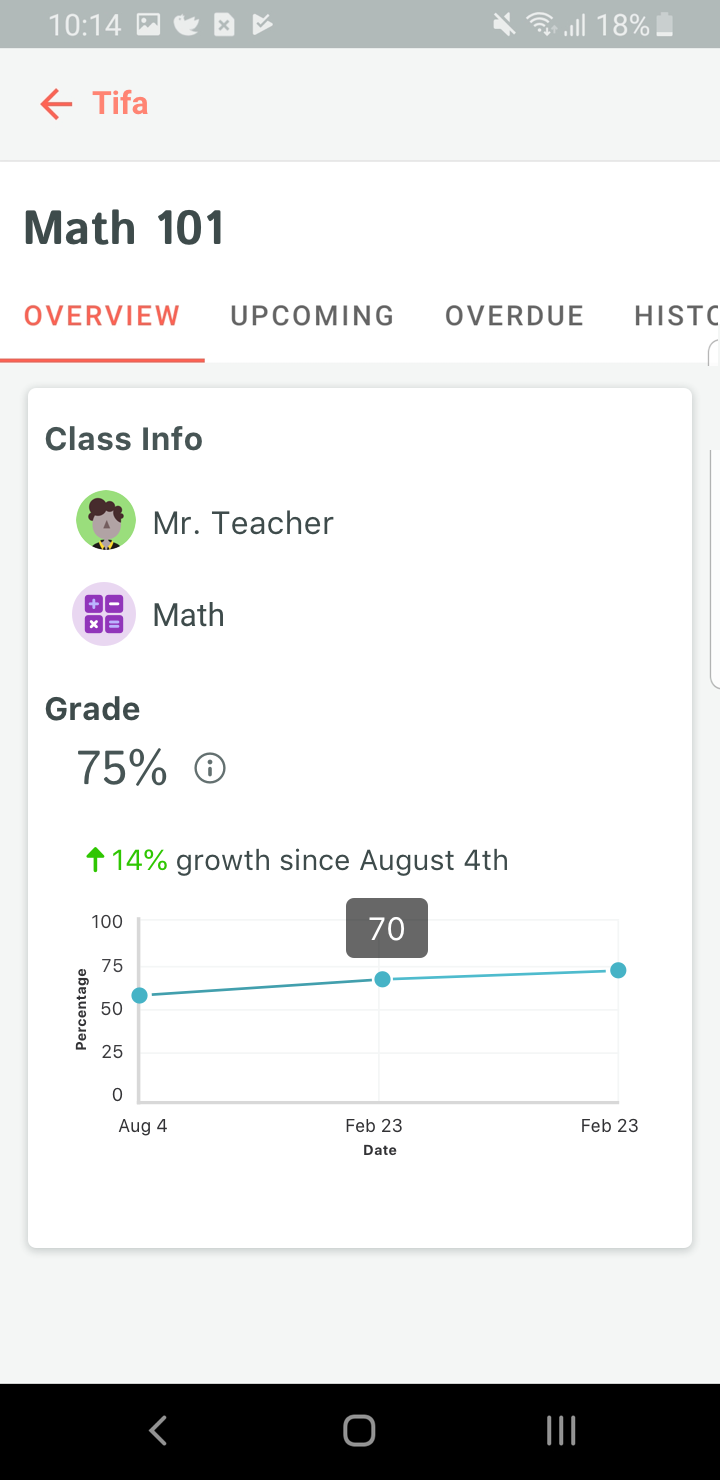 10:14 18%
Tifa
Math 101
OVERVIEW UPCOMING OVERDUE HISTO
Class Info
Mr. Teacher
Math
Grade
75%
14% growth since August 4th
70
100
75
50
25
0
Percentage
Aug 4 Feb 23 Feb 23
Date